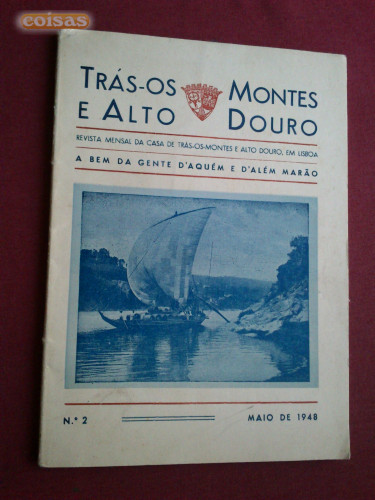 coisas
TRÁS-OS MONTES
E ALTO DOURO
REVISTA MENSAL DA CASA DE TRÁS-OS-MONTES E ALTO DOURO, EM LISBOA
A BEM DA GENTE D'AQUÉM E D'ALÉM MARÃO
N.º 2 MAIO DE 1948